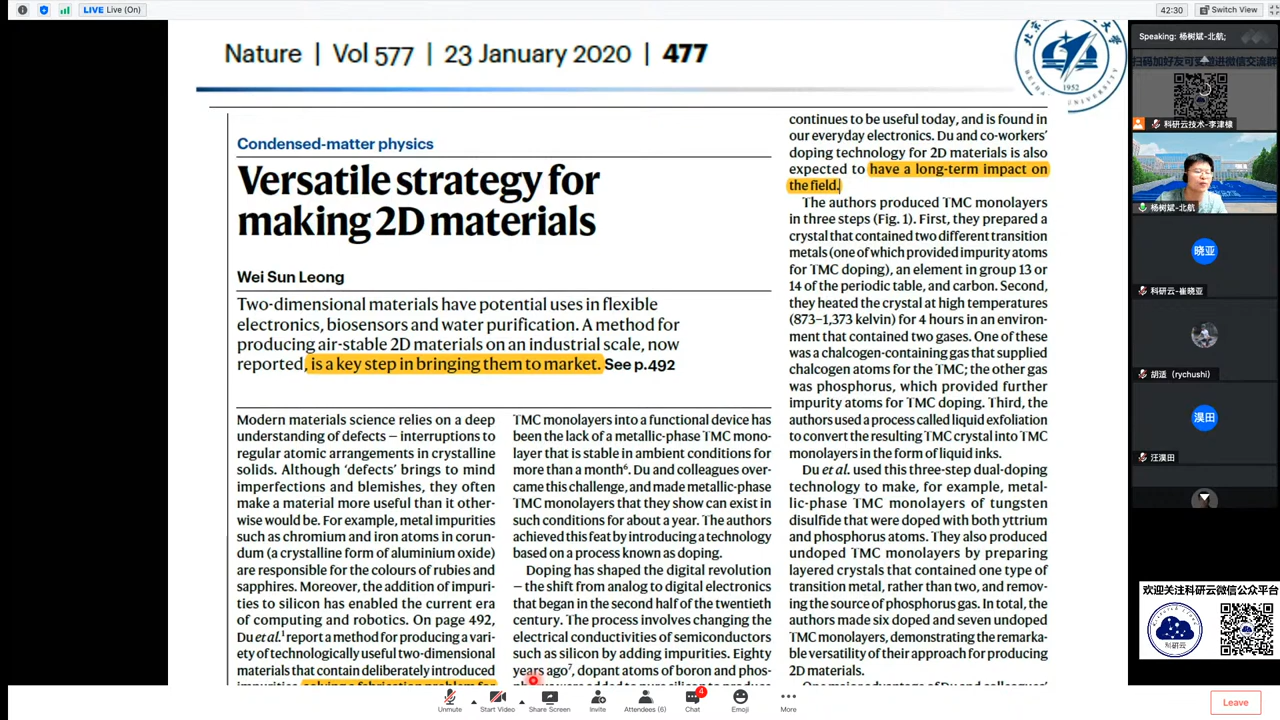 LIVE Live (On)
42:30
Switch View
Nature | Vol 577 | 23 January 2020 | 477
1952
Condensed-matter physics
Versatile strategy for
making 2D materials
Wei Sun Leong
Two-dimensional materials have potential uses in flexible
electronics, biosensors and water purification. A method for
producing air-stable 2D materials on an industrial scale, now
reported, is a key step in bringing them to market. See p.492
Modern materials science relies on a deep
understanding of defects — interruptions to
regular atomic arrangements in crystalline
solids. Although ‘defects’ brings to mind
imperfections and blemishes, they often
make a material more useful than it other-
wise would be. For example, metal impurities
such as chromium and iron atoms in corun-
dum (a crystalline form of aluminium oxide)
are responsible for the colours of rubies and
sapphires. Moreover, the addition of impuri-
ties to silicon has enabled the current era
of computing and robotics. On page 492,
Du et al.¹ report a method for producing a vari-
ety of technologically useful two-dimensional
materials that contain deliberately introduced
TMC monolayers into a functional device has
been the lack of a metallic-phase TMC mono-
layer that is stable in ambient conditions for
more than a month⁶. Du and colleagues over-
came this challenge, and made metallic-phase
TMC monolayers that they show can exist in
such conditions for about a year. The authors
achieved this feat by introducing a technology
based on a process known as doping.
Doping has shaped the digital revolution
— the shift from analog to digital electronics
that began in the second half of the twentieth
century. The process involves changing the
electrical conductivities of semiconductors
such as silicon by adding impurities. Eighty
years ago⁷, dopant atoms of boron and phos-
continues to be useful today, and is found in
our everyday electronics. Du and co-workers’
doping technology for 2D materials is also
expected to have a long-term impact on
the field.
The authors produced TMC monolayers
in three steps (Fig. 1). First, they prepared a
crystal that contained two different transition
metals (one of which provided impurity atoms
for TMC doping), an element in group 13 or
14 of the periodic table, and carbon. Second,
they heated the crystal at high temperatures
(873–1,373 kelvin) for 4 hours in an environ-
ment that contained two gases. One of these
was a chalcogen-containing gas that supplied
chalcogen atoms for the TMC; the other gas
was phosphorus, which provided further
impurity atoms for TMC doping. Third, the
authors used a process called liquid exfoliation
to convert the resulting TMC crystal into TMC
monolayers in the form of liquid inks.
Du et al. used this three-step dual-doping
technology to make, for example, metal-
lic-phase TMC monolayers of tungsten
disulfide that were doped with both yttrium
and phosphorus atoms. They also produced
undoped TMC monolayers by preparing
layered crystals that contained one type of
transition metal, rather than two, and remov-
ing the source of phosphorus gas. In total, the
authors made six doped and seven undoped
TMC monolayers, demonstrating the remarka-
ble versatility of their approach for producing
2D materials.
Speaking: 杨树斌-北航;
科研云技术-李津棣
杨树斌-北航
晓亚
科研云-崔晓亚
胡适（rychushi）
淏田
汪淏田
欢迎关注科研云微信公众平台
科研云
Unmute
Start Video
Share Screen
Invite
Attendees (6)
4
Chat
Emoji
More
Leave